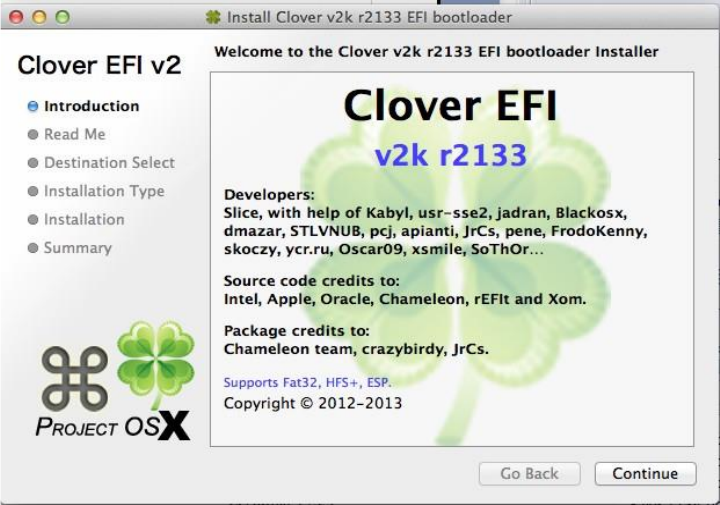 Install Clover v2k r2133 EFI bootloader
Welcome to the Clover v2k r2133 EFI bootloader Installer
Clover EFI v2
Introduction
Read Me
Destination Select
Installation Type
Installation
Summary
PROJECT OSX
Clover EFI
v2k r2133
Developers:
Slice, with help of Kabyl, usr-sse2, jadran, Blackosx,
dmazar, STLVNUB, pcj, apianti, JrCs, pene, FrodoKenny,
skoczy, ycr.ru, Oscar09, xsmile, SoThOr...
Source code credits to:
Intel, Apple, Oracle, Chameleon, rEFIt and Xom.
Package credits to:
Chameleon team, crazybirdy, JrCs.
Supports Fat32, HFS+, ESP.
Copyright © 2012-2013
Go Back
Continue